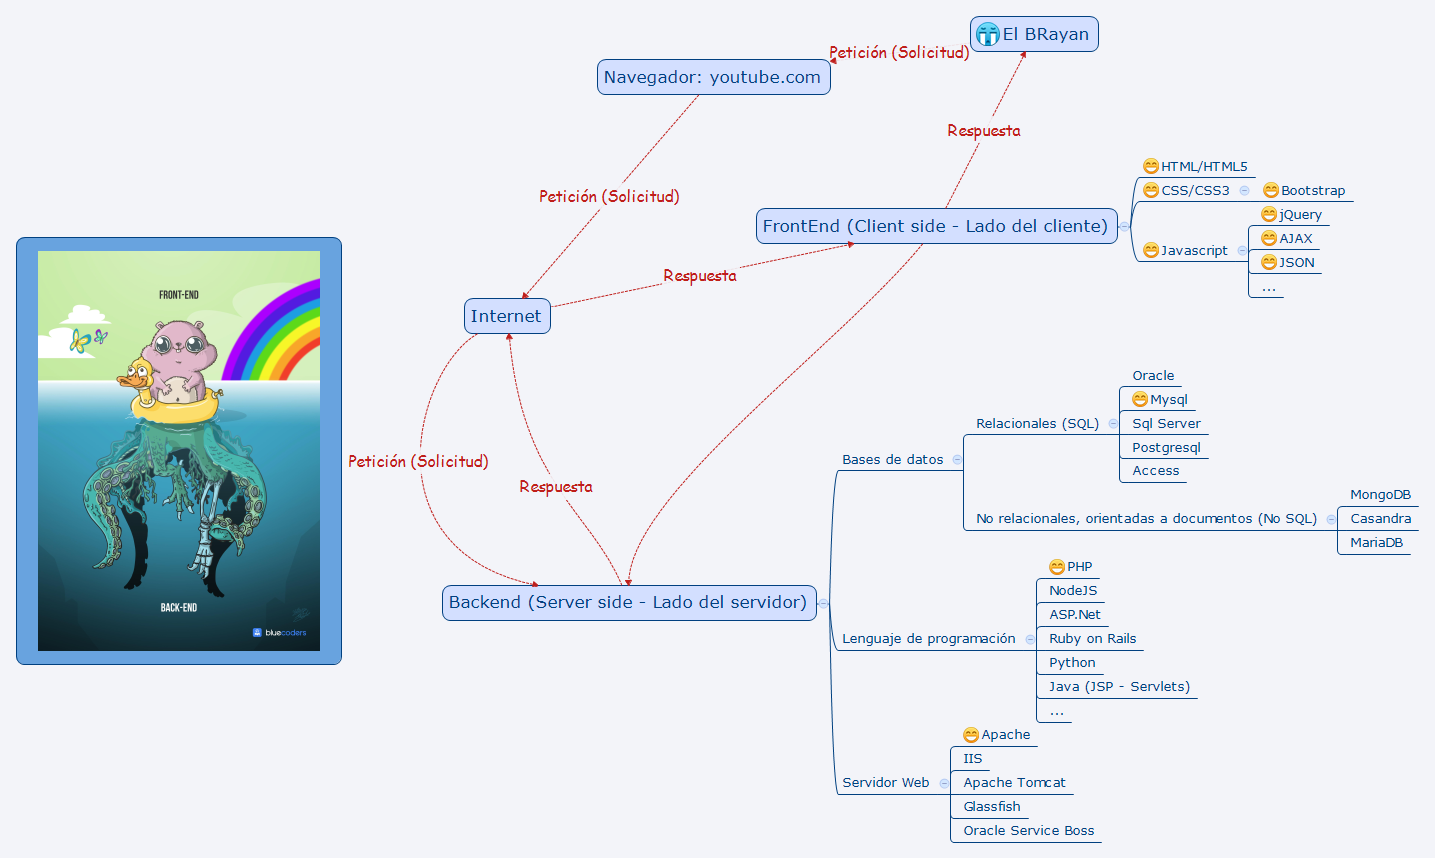 El BRayan
Petición (Solicitud)
Navegador: youtube.com
Respuesta
Petición (Solicitud)
FrontEnd (Client side - Lado del cliente)
HTML/HTML5
CSS/CSS3
Bootstrap
Javascript
jQuery
AJAX
JSON
...
Respuesta
Internet
FRONT-END
BACK-END
bluecoders
Petición (Solicitud)
Respuesta
Backend (Server side - Lado del servidor)
Bases de datos
Relacionales (SQL)
Oracle
Mysql
Sql Server
Postgresql
Access
No relacionales, orientadas a documentos (No SQL)
MongoDB
Casandra
MariaDB
Lenguaje de programación
PHP
NodeJS
ASP.Net
Ruby on Rails
Python
Java (JSP - Servlets)
...
Servidor Web
Apache
IIS
Apache Tomcat
Glassfish
Oracle Service Boss